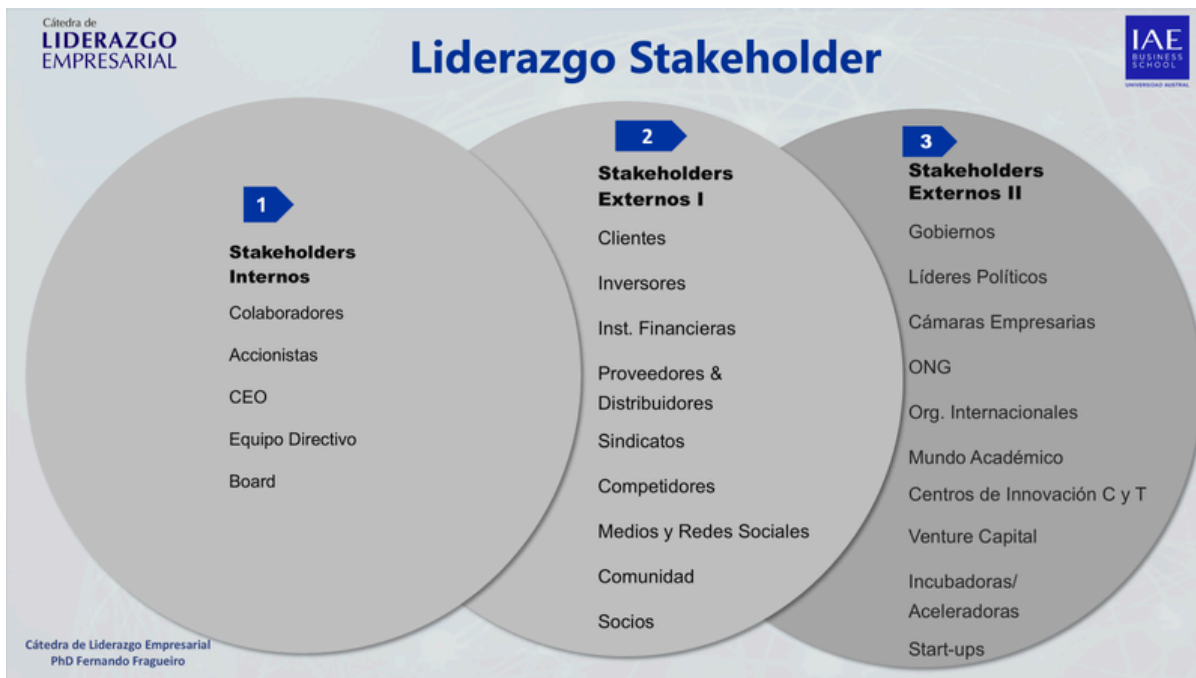 Cátedra de
LIDERAZGO
EMPRESARIAL
Liderazgo Stakeholder
IAE
BUSINESS
SCHOOL
UNIVERSIDAD AUSTRAL
1
Stakeholders
Internos
Colaboradores
Accionistas
CEO
Equipo Directivo
Board
2
Stakeholders
Externos I
Clientes
Inversores
Inst. Financieras
Proveedores &
Distribuidores
Sindicatos
Competidores
Medios y Redes Sociales
Comunidad
Socios
3
Stakeholders
Externos II
Gobiernos
Líderes Políticos
Cámaras Empresarias
ONG
Org. Internacionales
Mundo Académico
Centros de Innovación C y T
Venture Capital
Incubadoras/
Aceleradoras
Start-ups
Cátedra de Liderazgo Empresarial
PhD Fernando Fragueiro